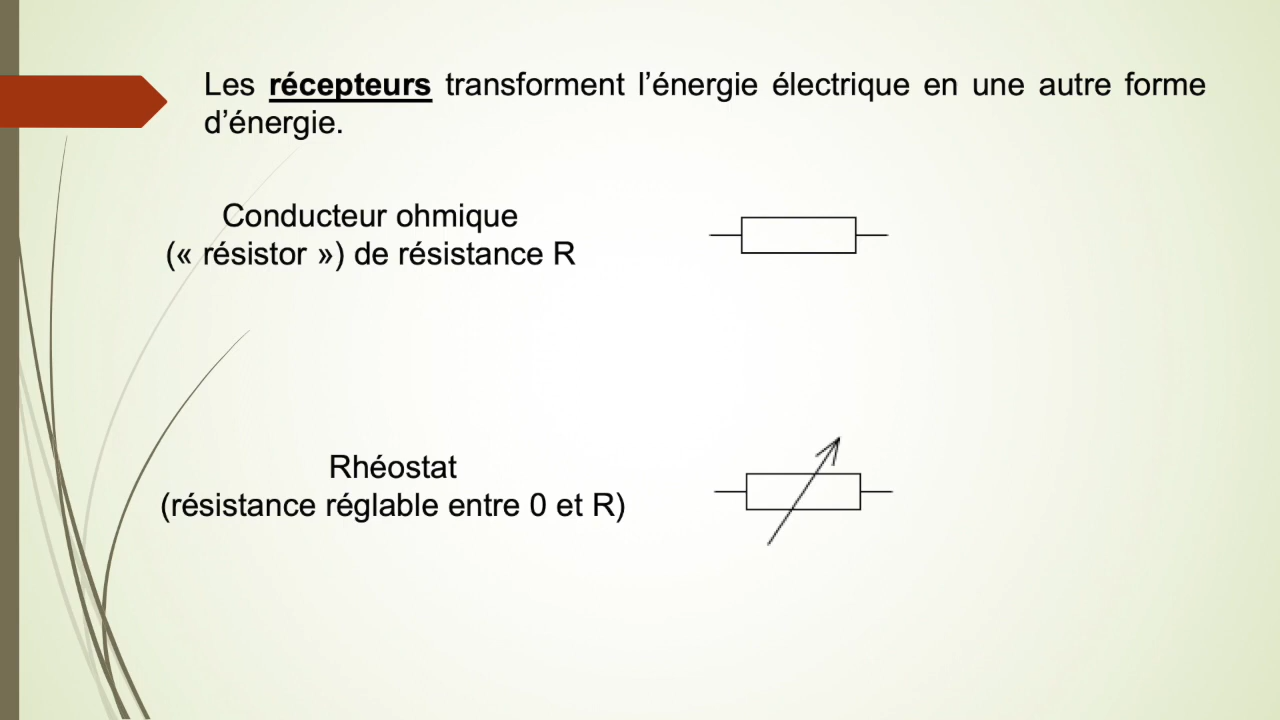 Les récepteurs transforment l’énergie électrique en une autre forme
d’énergie.
Conducteur ohmique
(« résistor ») de résistance R
Rhéostat
(résistance réglable entre 0 et R)